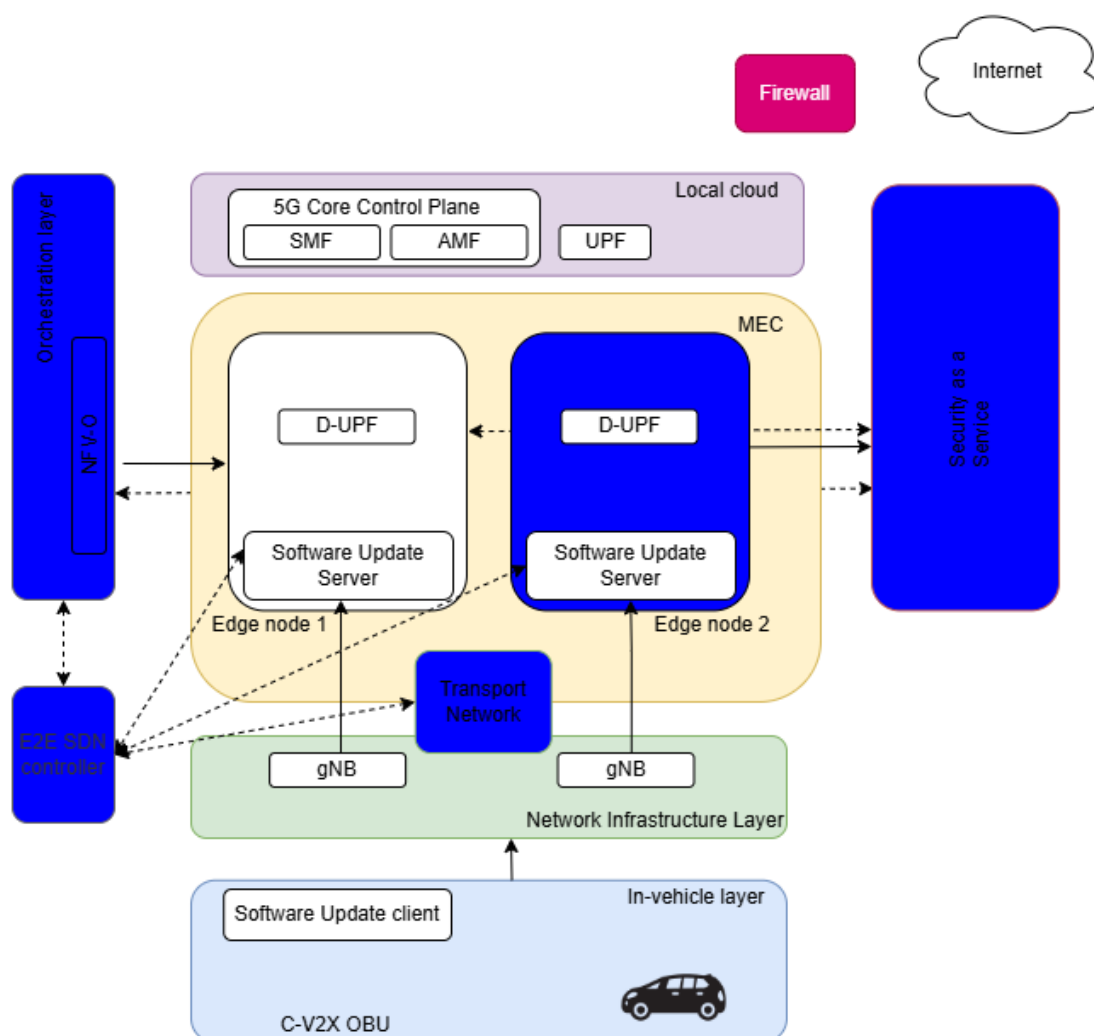 Internet
Firewall
Local cloud
5G Core Control Plane
SMF
AMF
UPF
Orchestration layer
NFV-O
MEC
D-UPF
D-UPF
Security as a
Service
Software Update
Server
Software Update
Server
Edge node 1
Edge node 2
Transport
Network
E2E SDN
controller
gNB
gNB
Network Infrastructure Layer
In-vehicle layer
Software Update client
C-V2X OBU